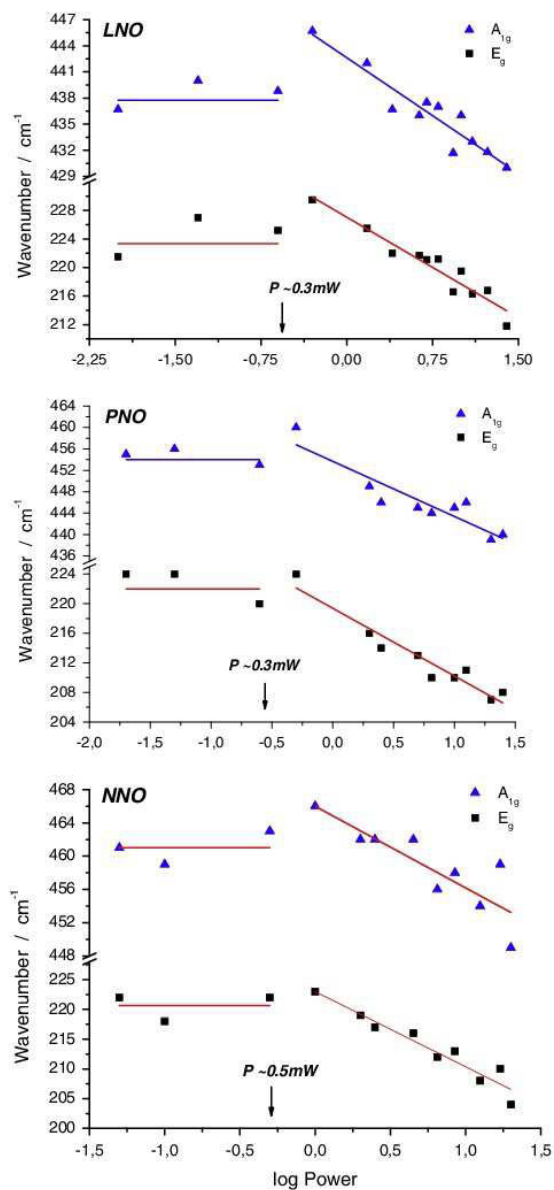 LNO
A1g
Eg
447
444
441
438
435
432
429
228
224
220
216
212
Wavenumber / cm-1
P ~0.3mW
-2,25 -1,50 -0,75 0,00 0,75 1,50
PNO
A1g
Eg
464
460
456
452
448
444
440
436
224
220
216
212
208
204
Wavenumber / cm-1
P ~0.3mW
-2,0 -1,5 -1,0 -0,5 0,0 0,5 1,0 1,5
NNO
A1g
Eg
468
464
460
456
452
448
225
220
215
210
205
200
Wavenumber / cm-1
P ~0.5mW
-1,5 -1,0 -0,5 0,0 0,5 1,0 1,5
log Power